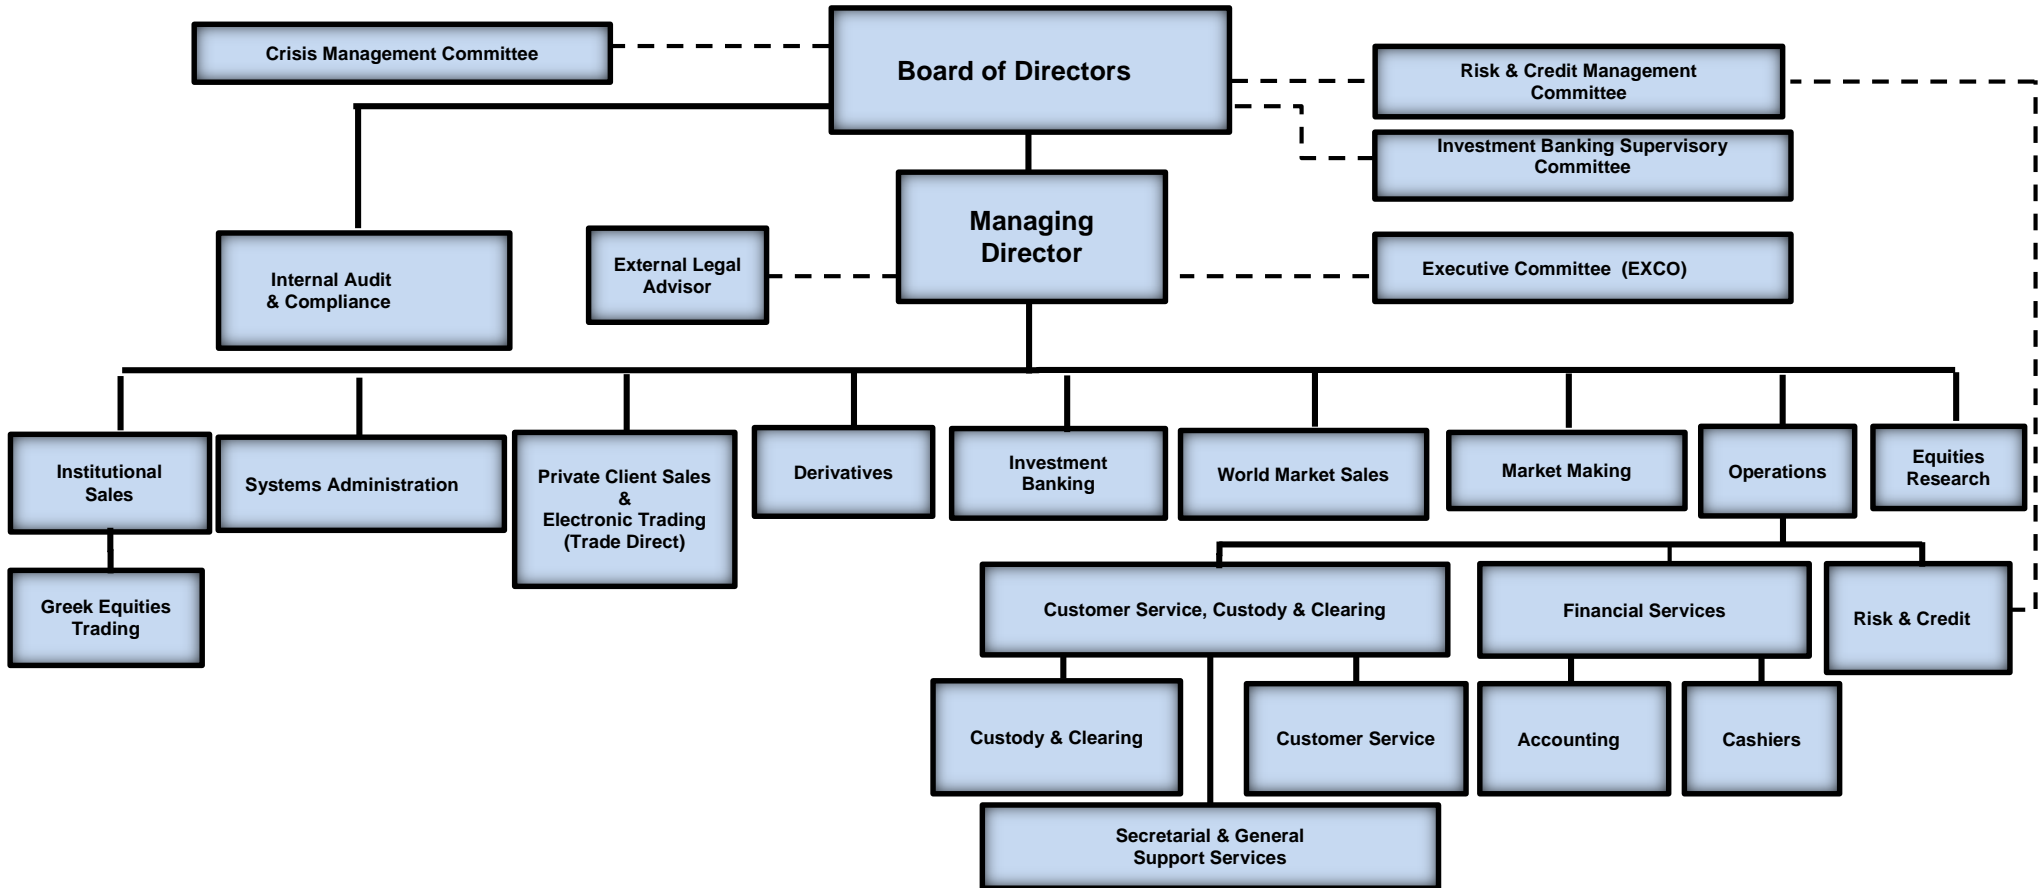 Crisis Management Committee
Board of Directors
Risk & Credit Management
Committee
Investment Banking Supervisory
Committee
Managing
Director
External Legal
Advisor
Executive Committee (EXCO)
Internal Audit
& Compliance
Institutional
Sales
Systems Administration
Private Client Sales
&
Electronic Trading
(Trade Direct)
Derivatives
Investment
Banking
World Market Sales
Market Making
Operations
Equities
Research
Greek Equities
Trading
Customer Service, Custody & Clearing
Financial Services
Risk & Credit
Custody & Clearing
Customer Service
Accounting
Cashiers
Secretarial & General
Support Services